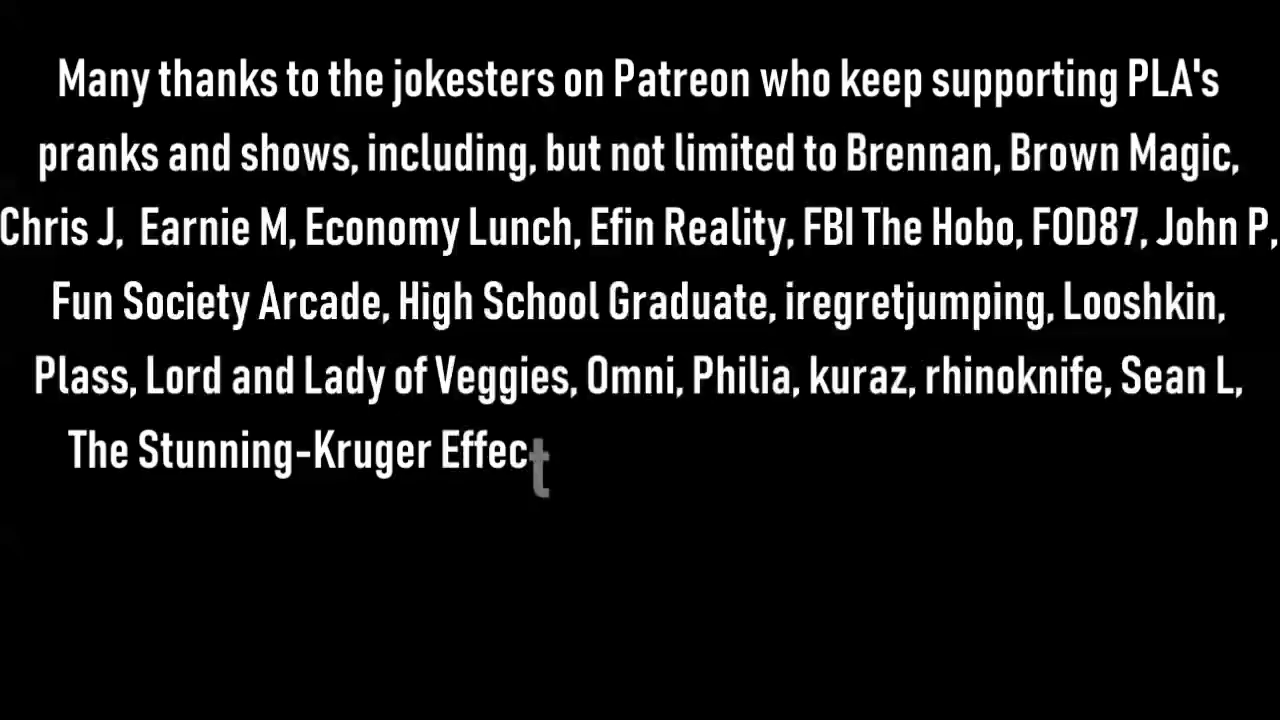 Many thanks to the jokesters on Patreon who keep supporting PLA's
pranks and shows, including, but not limited to Brennan, Brown Magic,
Chris J, Earnie M, Economy Lunch, Efin Reality, FBI The Hobo, FOD87, John P,
Fun Society Arcade, High School Graduate, iregretjumping, Looshkin,
Plass, Lord and Lady of Veggies, Omni, Philia, kuraz, rhinoknife, Sean L,
The Stunning-Kruger Effect